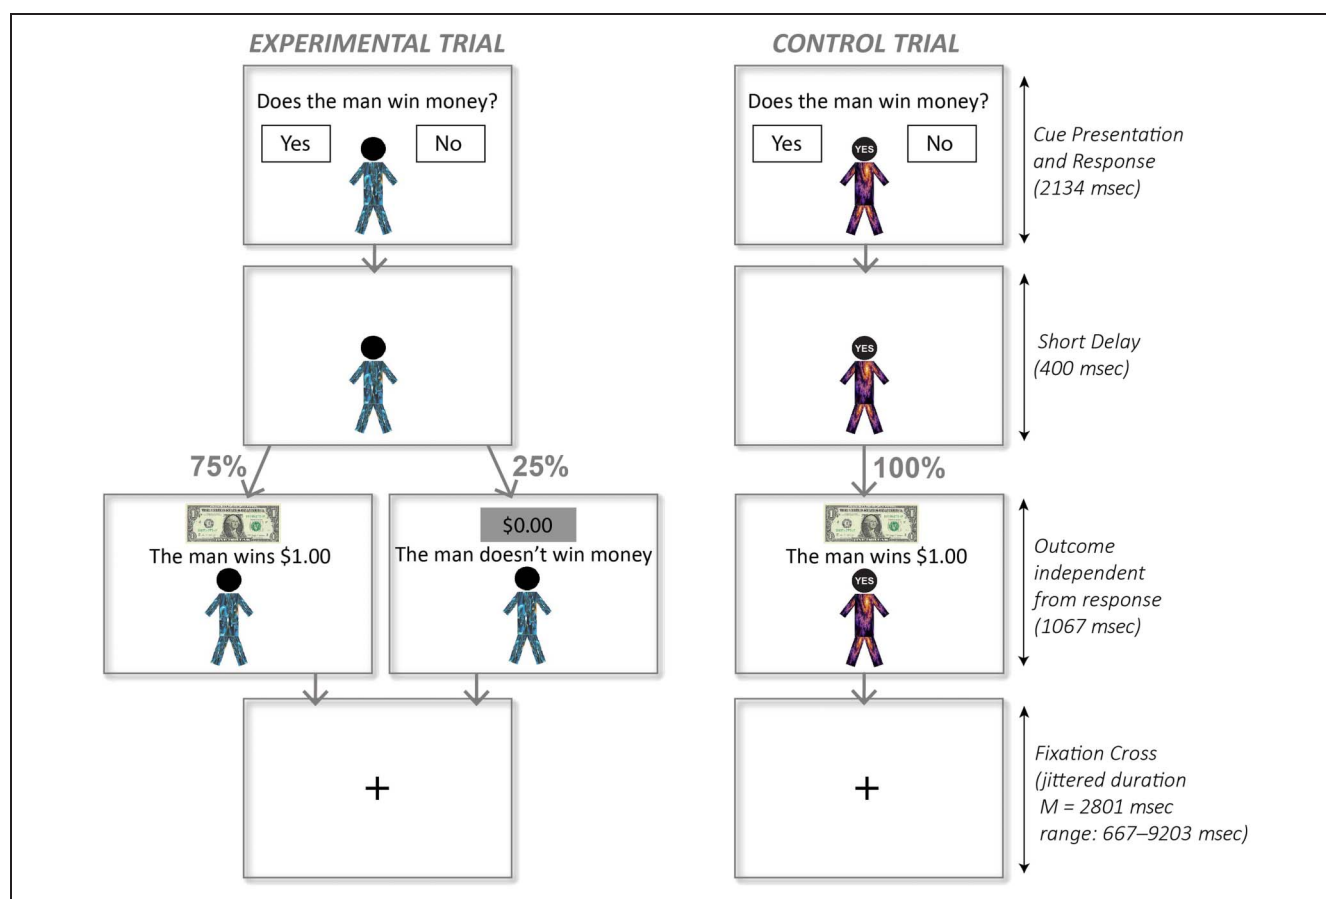 EXPERIMENTAL TRIAL
Does the man win money?
Yes
No
75%
25%
The man wins $1.00
$0.00
The man doesn't win money
CONTROL TRIAL
Does the man win money?
Yes
YES
No
YES
100%
The man wins $1.00
YES
Cue Presentation
and Response
(2134 msec)
Short Delay
(400 msec)
Outcome
independent
from response
(1067 msec)
Fixation Cross
(jittered duration
M = 2801 msec
range: 667–9203 msec)